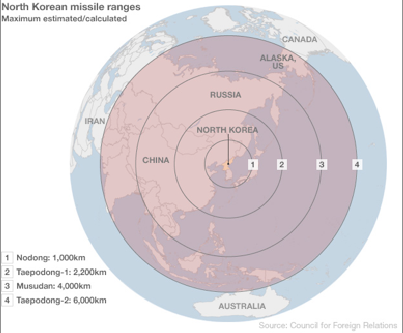 North Korean missile ranges
Maximum estimated/calculated
CANADA
ALASKA,
US
RUSSIA
IRAN
NORTH KOREA
CHINA
1 2 3 4
1 Nodong: 1,000km
2 Taepodong-1: 2,200km
3 Musudan: 4,000km
4 Taepodong-2: 6,000km
AUSTRALIA
Source: Council for Foreign Relations